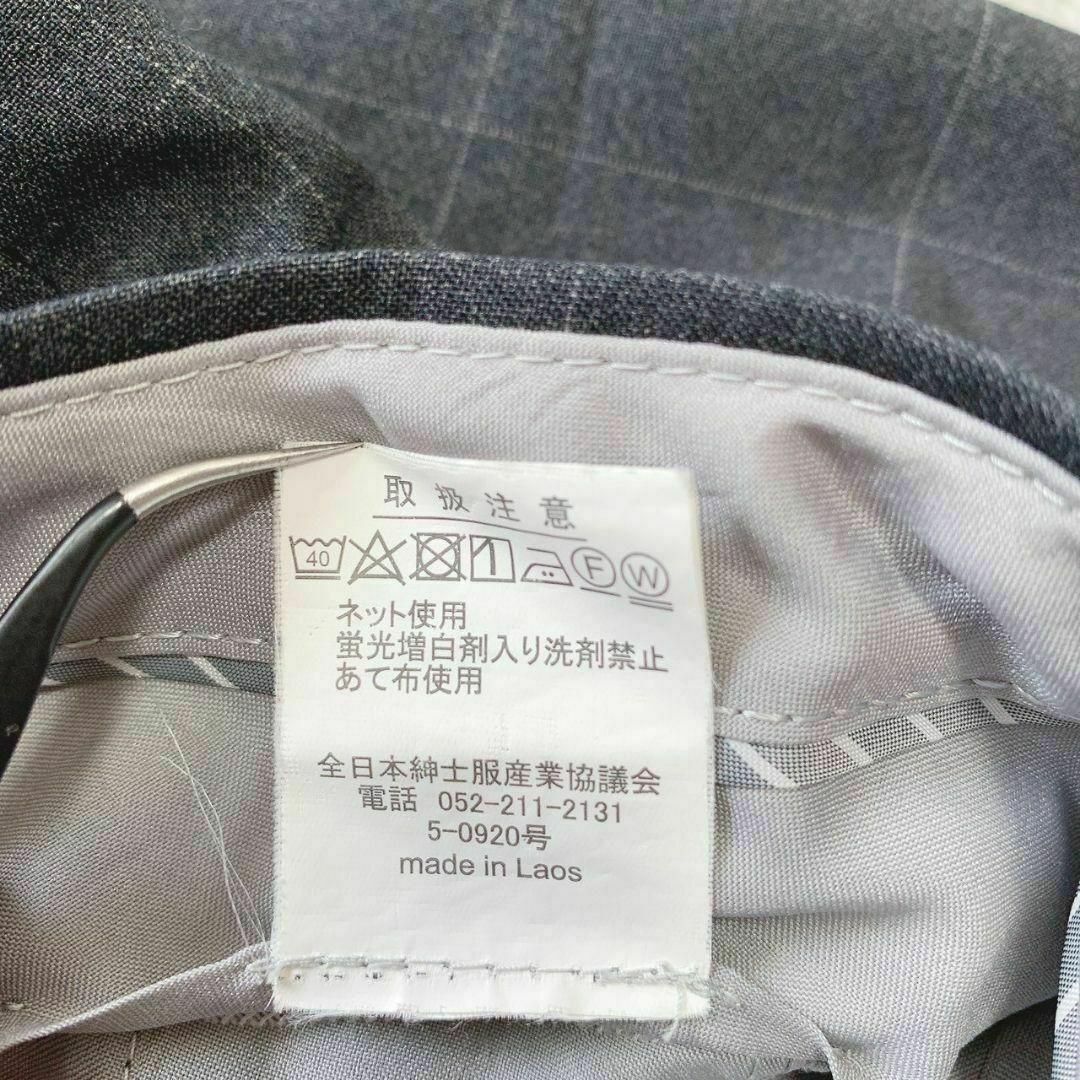 取扱注意
40 F W
ネット使用
蛍光増白剤入り洗剤禁止
あて布使用
全日本紳士服産業協議会
電話 052-211-2131
5-0920号
made in Laos